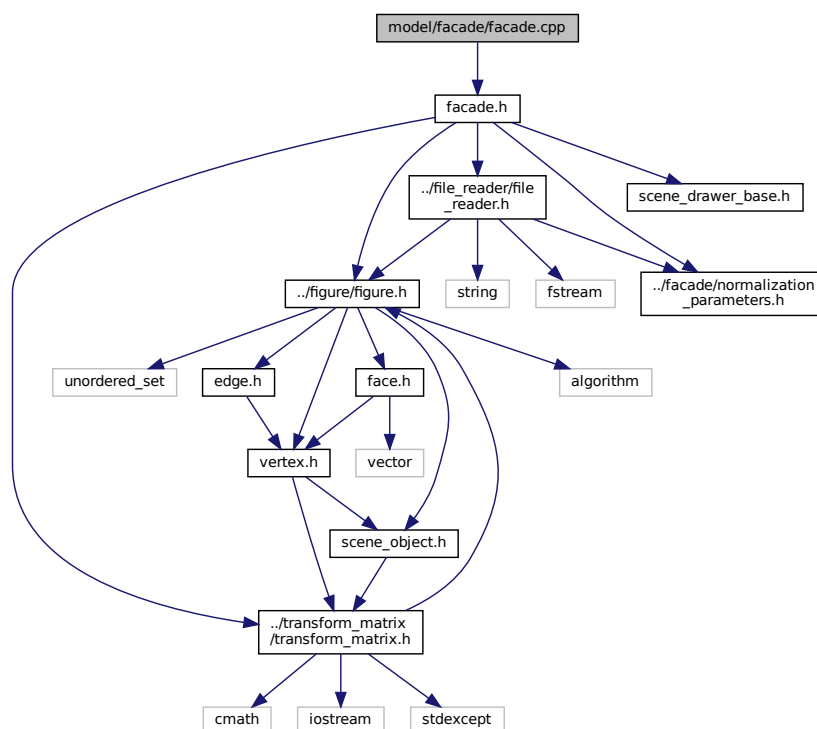 model/facade/facade.cpp
facade.h
../file_reader/file
_reader.h
scene_drawer_base.h
../figure/figure.h
string
fstream
../facade/normalization
_parameters.h
unordered_set
edge.h
face.h
algorithm
vertex.h
vector
scene_object.h
../transform_matrix
/transform_matrix.h
cmath
iostream
stdexcept